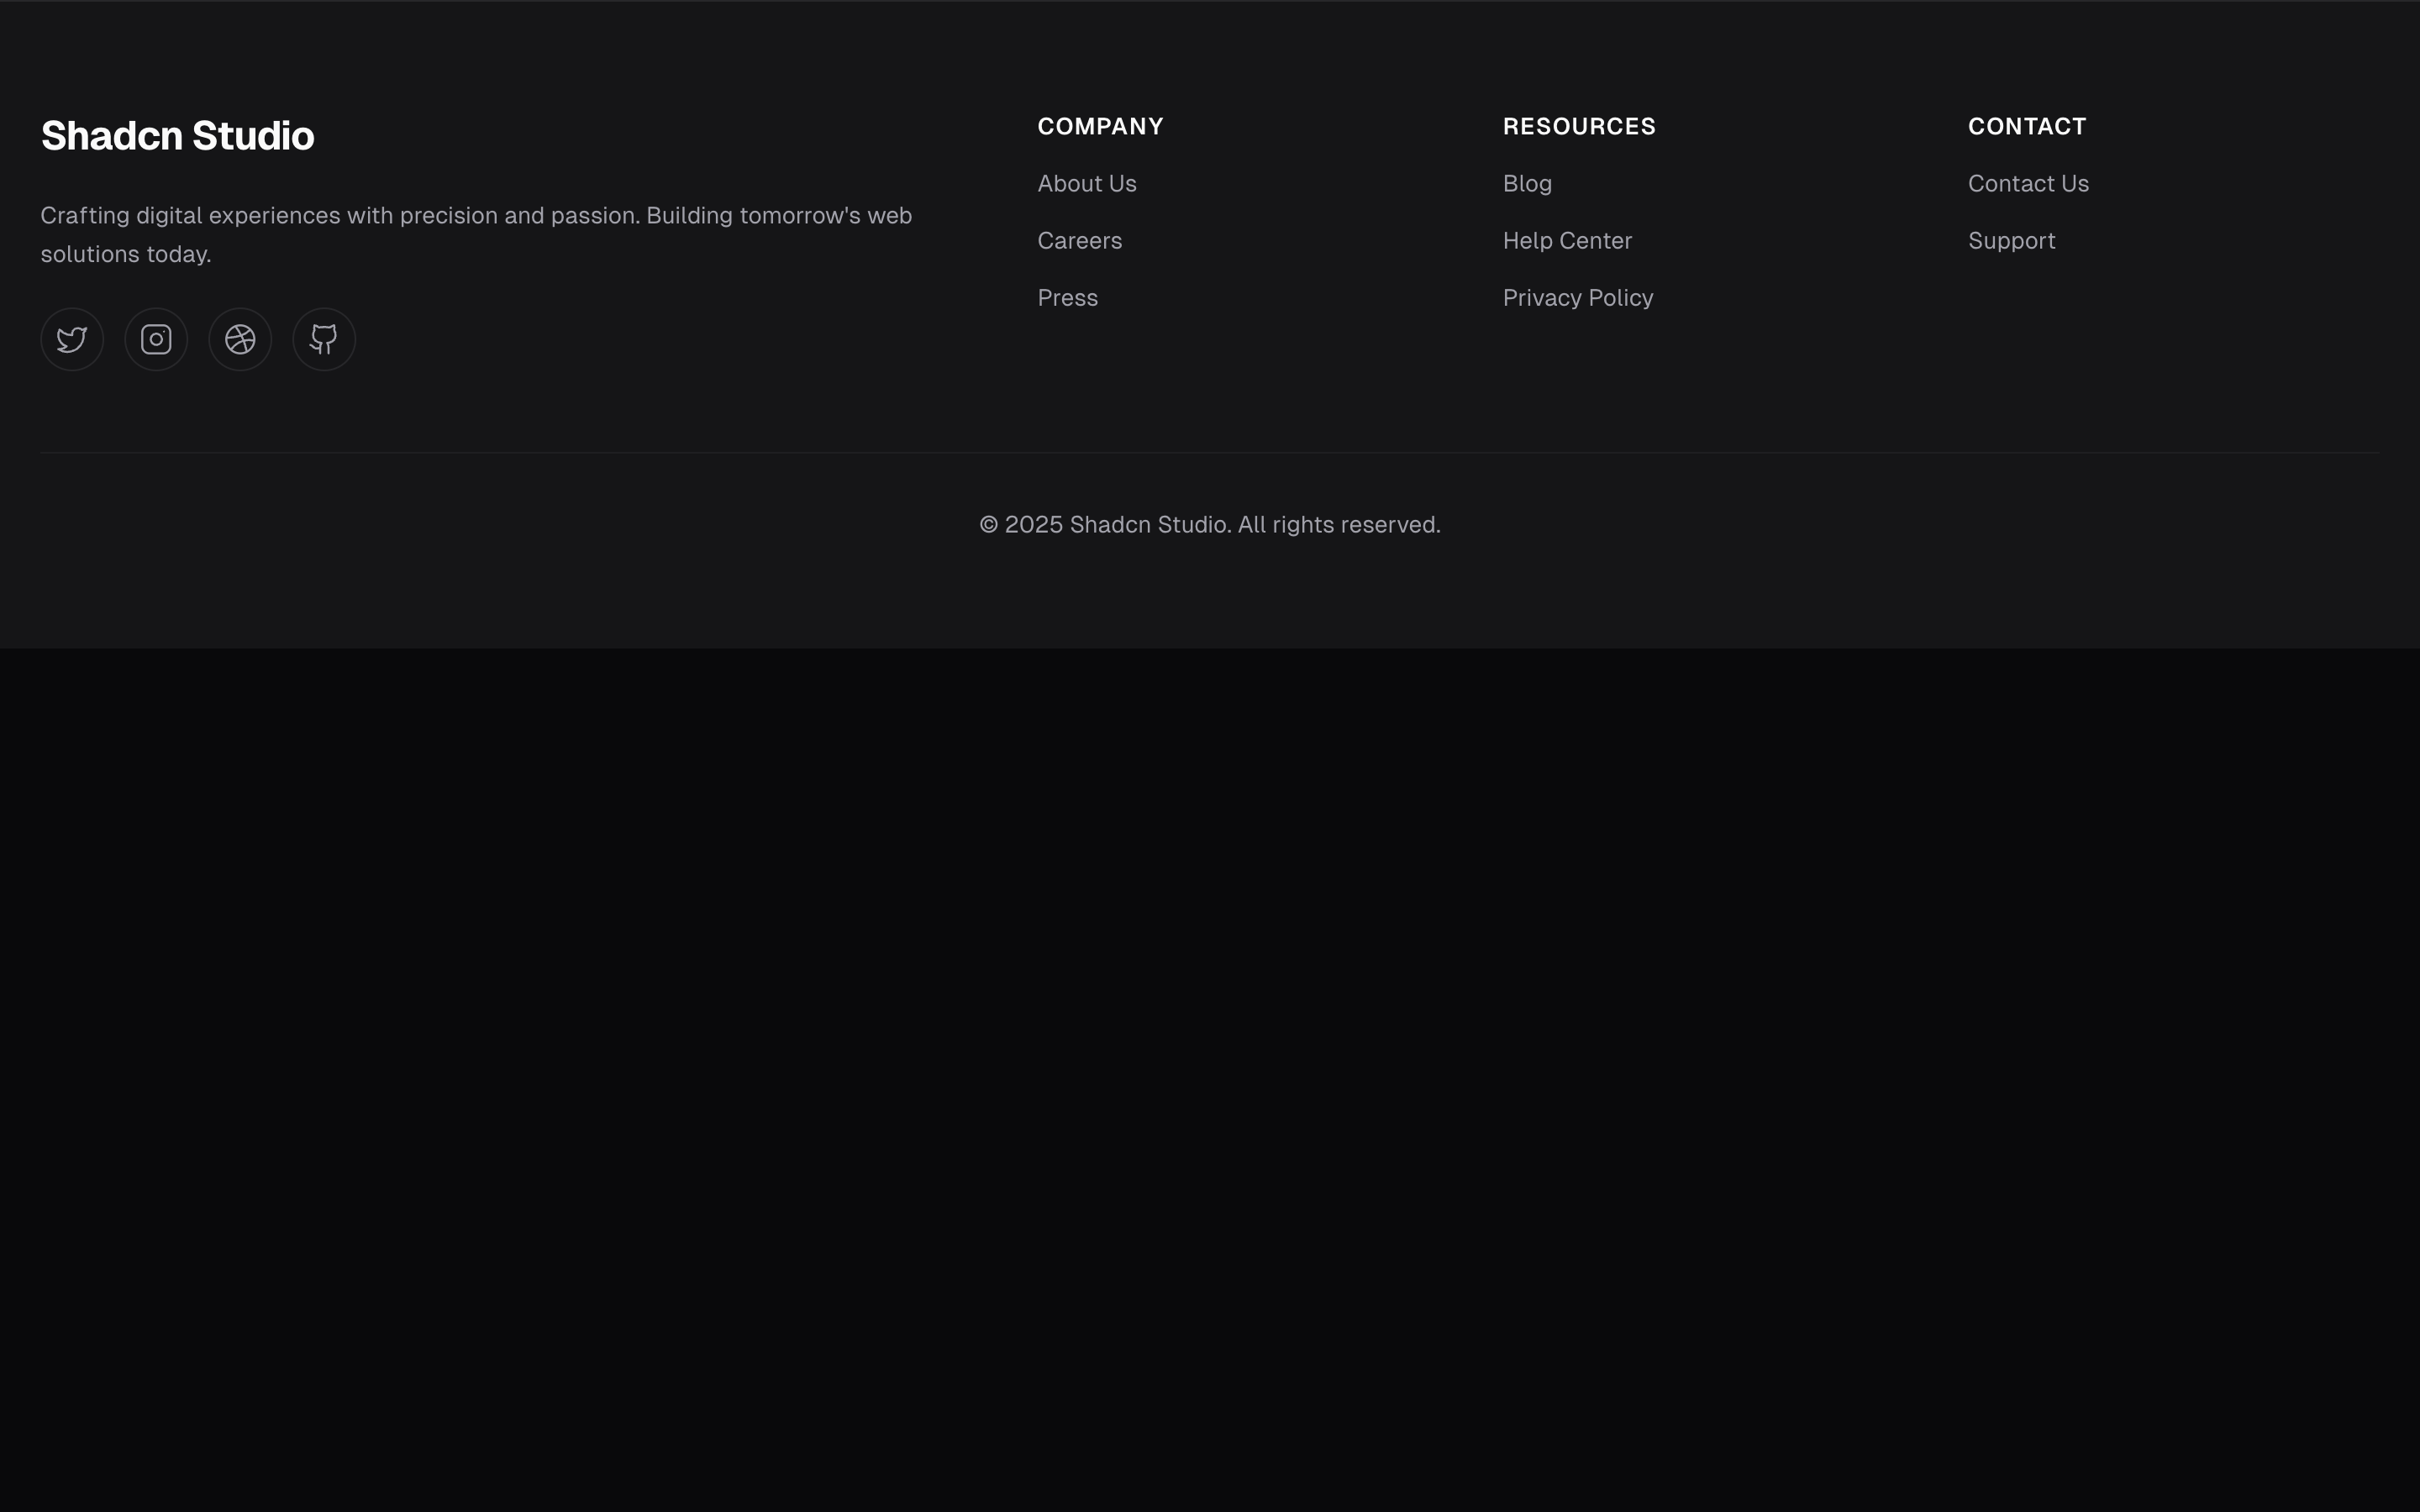 Shadcn Studio
Crafting digital experiences with precision and passion. Building tomorrow's web
solutions today.
COMPANY
About Us
Careers
Press
RESOURCES
Blog
Help Center
Privacy Policy
CONTACT
Contact Us
Support
© 2025 Shadcn Studio. All rights reserved.